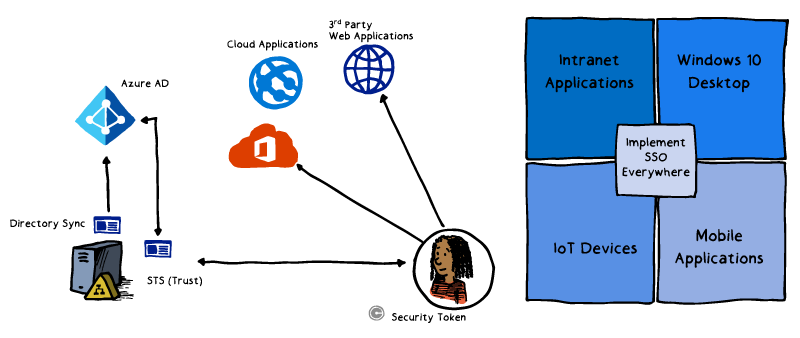 3rd Party
Web Applications
Cloud Applications
Azure AD
Directory Sync
STS (Trust)
Security Token
Intranet
Applications
Windows 10
Desktop
Implement
SSO
Everywhere
IoT Devices
Mobile
Applications